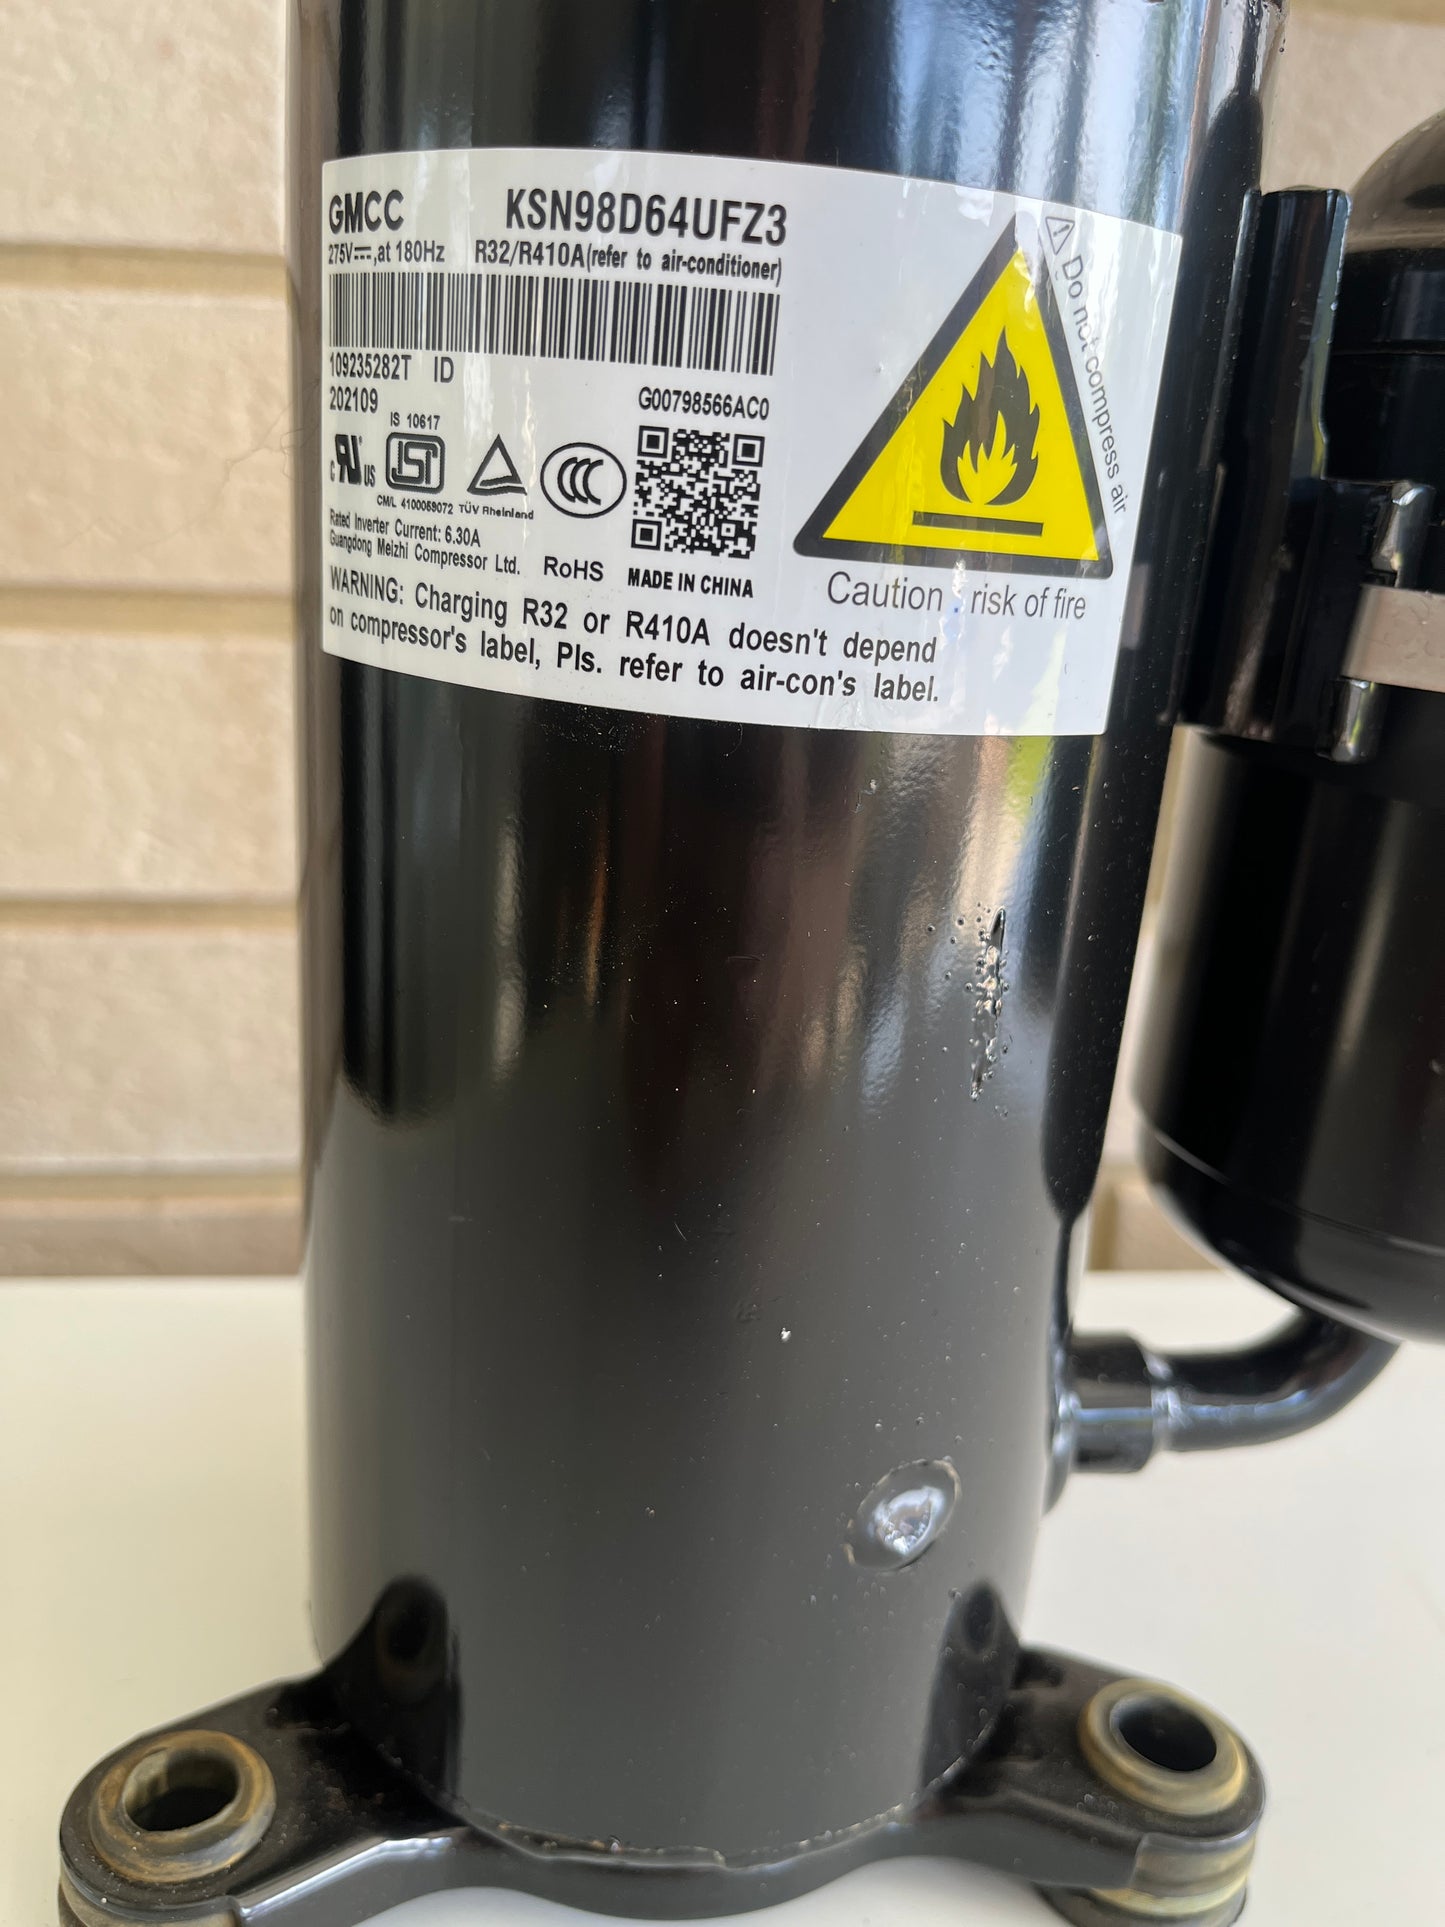 GMCC KSN98D64UFZ3
275V⎓,at 180Hz R32/R410A(refer to air-conditioner)
109235282T ID
202109 G00798566AC0
IS 10617
c RU US ISI CCC
CM/L 4100069072 TÜV Rheinland
Rated Inverter Current: 6.30A
Guangdong Meizhi Compressor Ltd. RoHS MADE IN CHINA
WARNING: Charging R32 or R410A doesn't depend
on compressor's label, Pls. refer to air-con's label.
Do not compress air
Caution : risk of fire